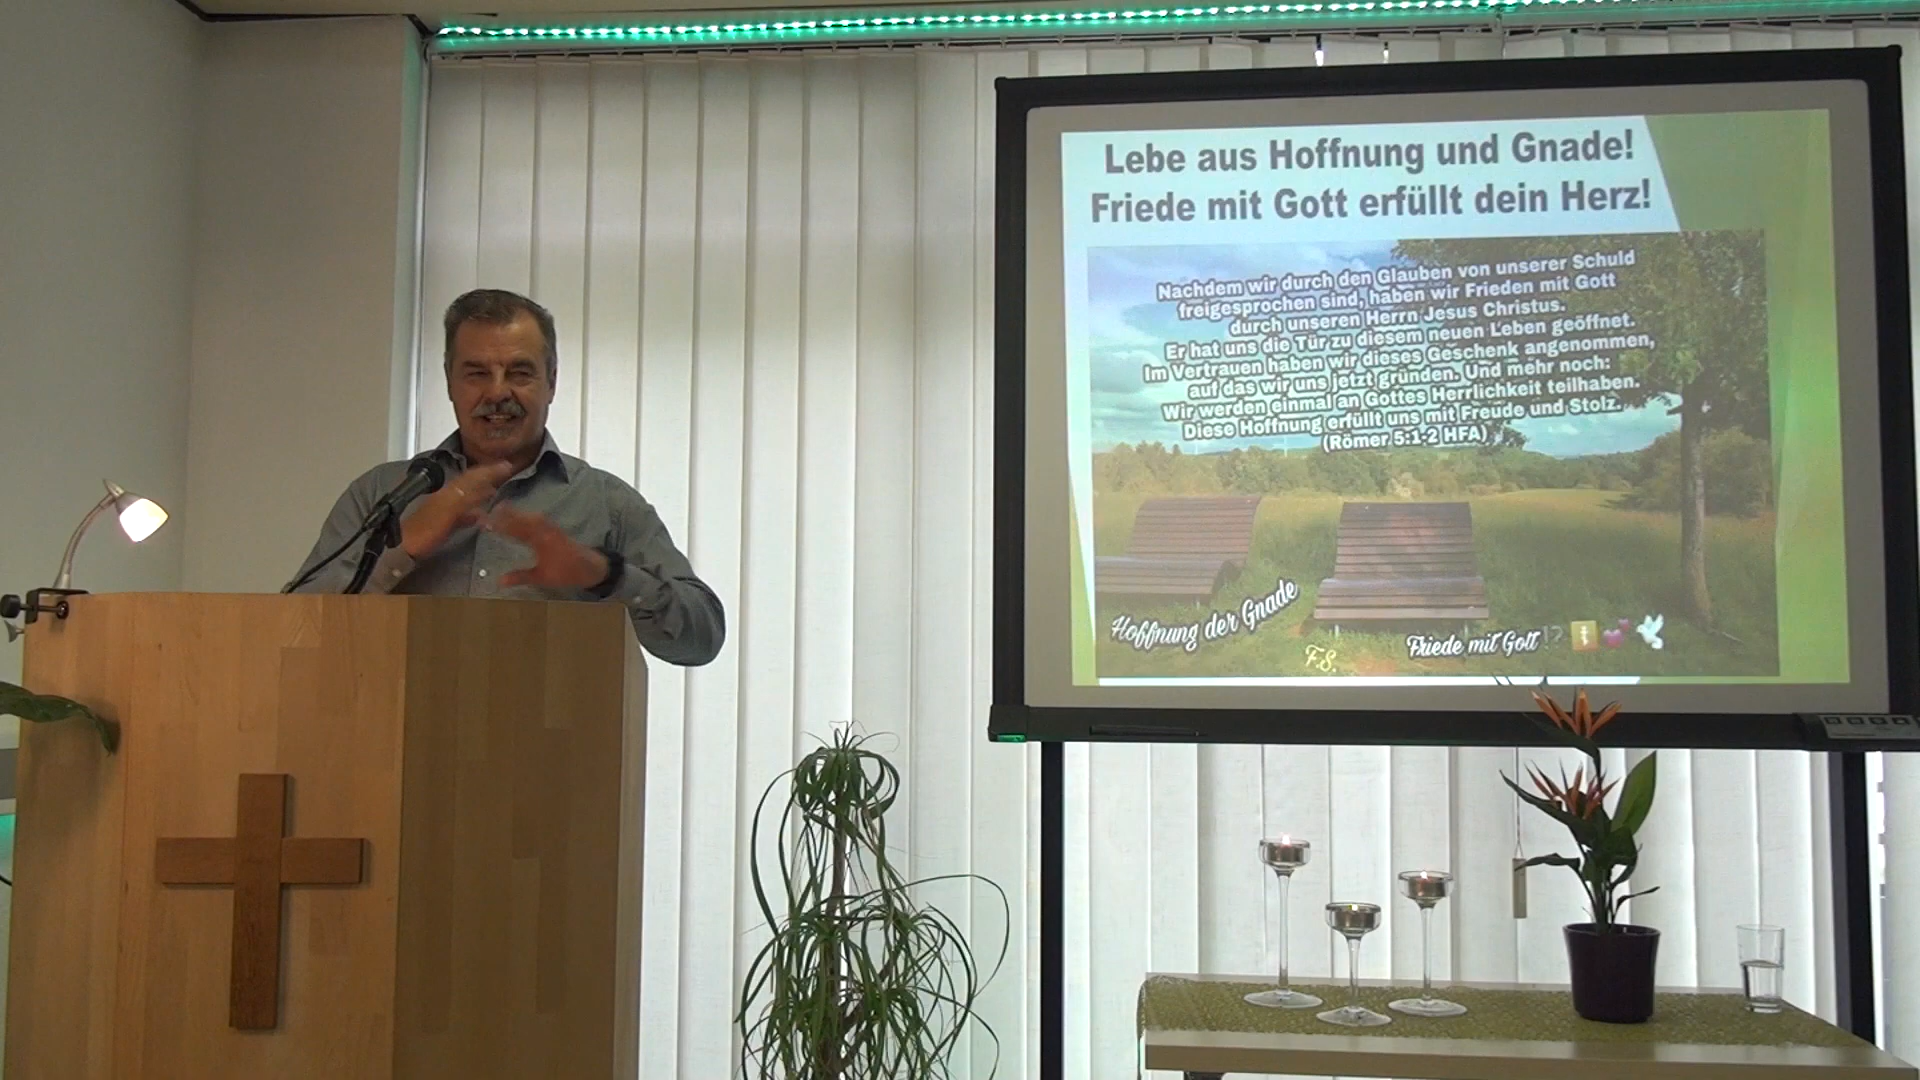 Lebe aus Hoffnung und Gnade!
Friede mit Gott erfüllt dein Herz!
Nachdem wir durch den Glauben von unserer Schuld
freigesprochen sind, haben wir Frieden mit Gott
durch unseren Herrn Jesus Christus.
Er hat uns die Tür zu diesem neuen Leben geöffnet.
Im Vertrauen haben wir dieses Geschenk angenommen,
auf das wir uns jetzt gründen. Und mehr noch:
Wir werden einmal an Gottes Herrlichkeit teilhaben.
Diese Hoffnung erfüllt uns mit Freude und Stolz.
(Römer 5:1-2 HFA)
Hoffnung der Gnade
Friede mit Gott !?
F.S.